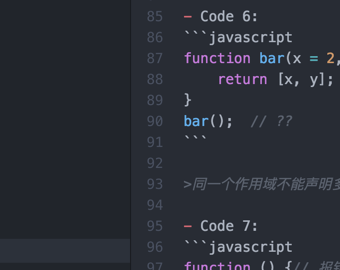 85 - Code 6:
86 ```javascript
87 function bar(x = 2,
88 return [x, y];
89 }
90 bar(); // ??
91 ```
92
93 >同一个作用域不能声明多
94
95 - Code 7:
96 ```javascript
97 function () {// 报错